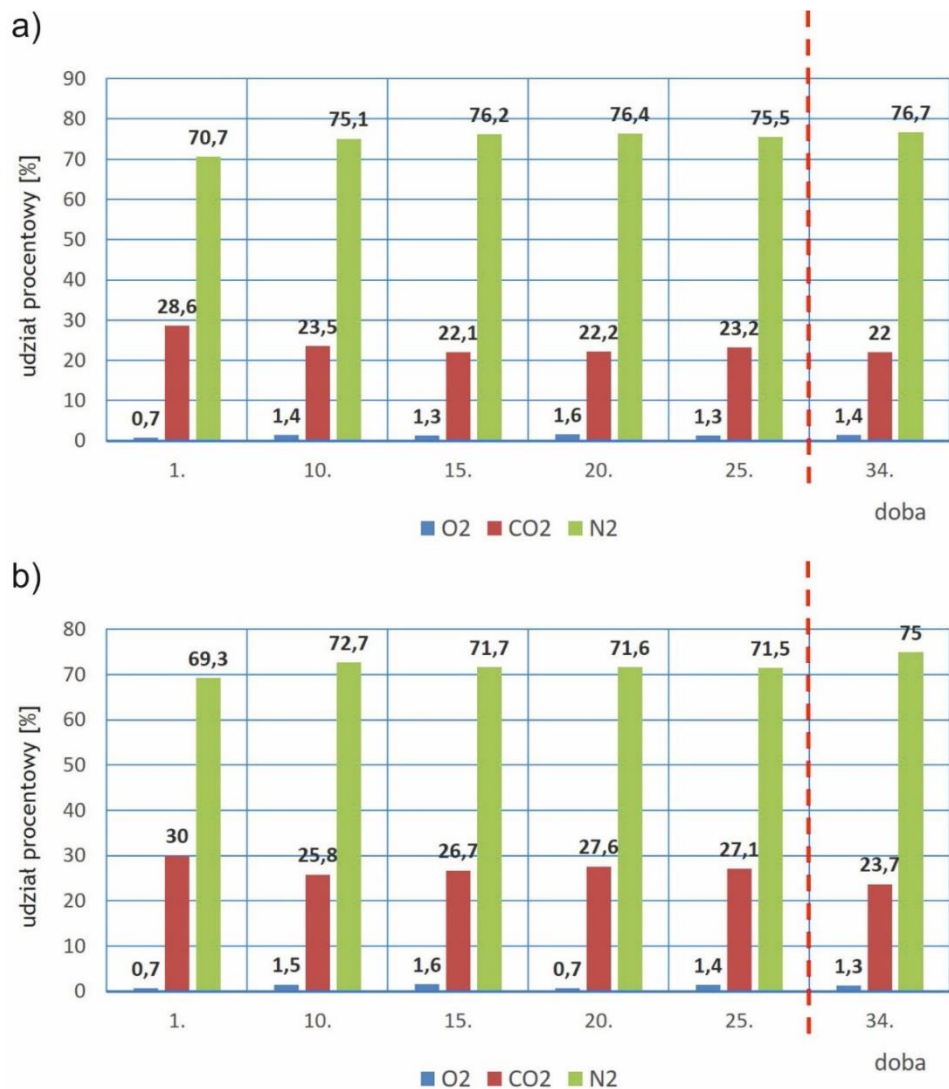 a)
udział procentowy [%]
90
80
70
60
50
40
30
20
10
0
0,7 28,6 70,7
1,4 23,5 75,1
1,3 22,1 76,2
1,6 22,2 76,4
1,3 23,2 75,5
1,4 22 76,7
1. 10. 15. 20. 25. 34.
doba
O2 CO2 N2
b)
udział procentowy [%]
80
70
60
50
40
30
20
10
0
0,7 30 69,3
1,5 25,8 72,7
1,6 26,7 71,7
0,7 27,6 71,6
1,4 27,1 71,5
1,3 23,7 75
1. 10. 15. 20. 25. 34.
doba
O2 CO2 N2